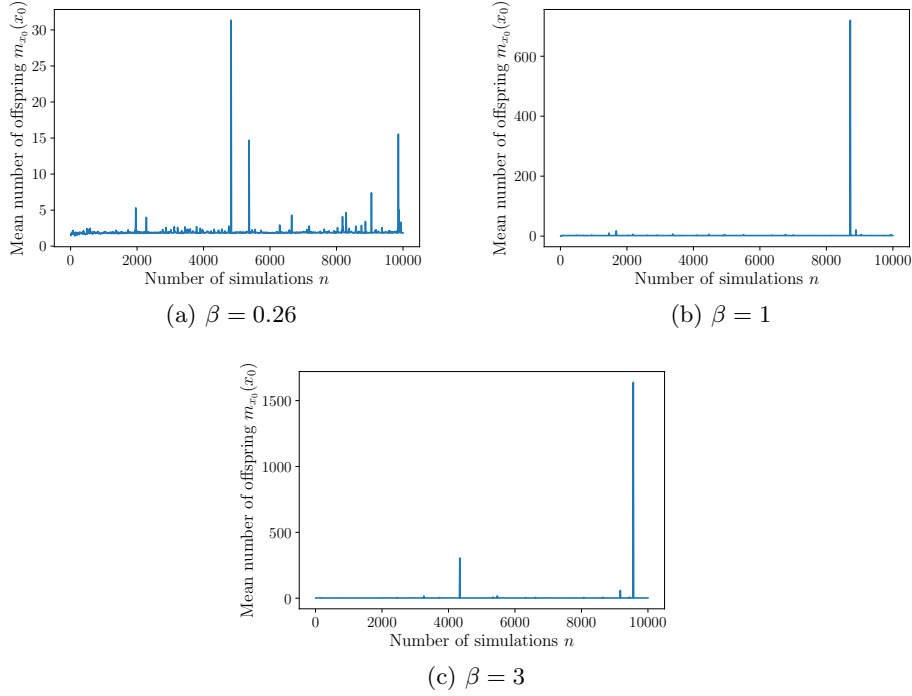 Mean number of offspring $m_{x_0}(x_0)$
30
25
20
15
10
5
0
0 2000 4000 6000 8000 10000
Number of simulations $n$
(a) $\beta = 0.26$
Mean number of offspring $m_{x_0}(x_0)$
600
400
200
0
0 2000 4000 6000 8000 10000
Number of simulations $n$
(b) $\beta = 1$
Mean number of offspring $m_{x_0}(x_0)$
1500
1000
500
0
0 2000 4000 6000 8000 10000
Number of simulations $n$
(c) $\beta = 3$